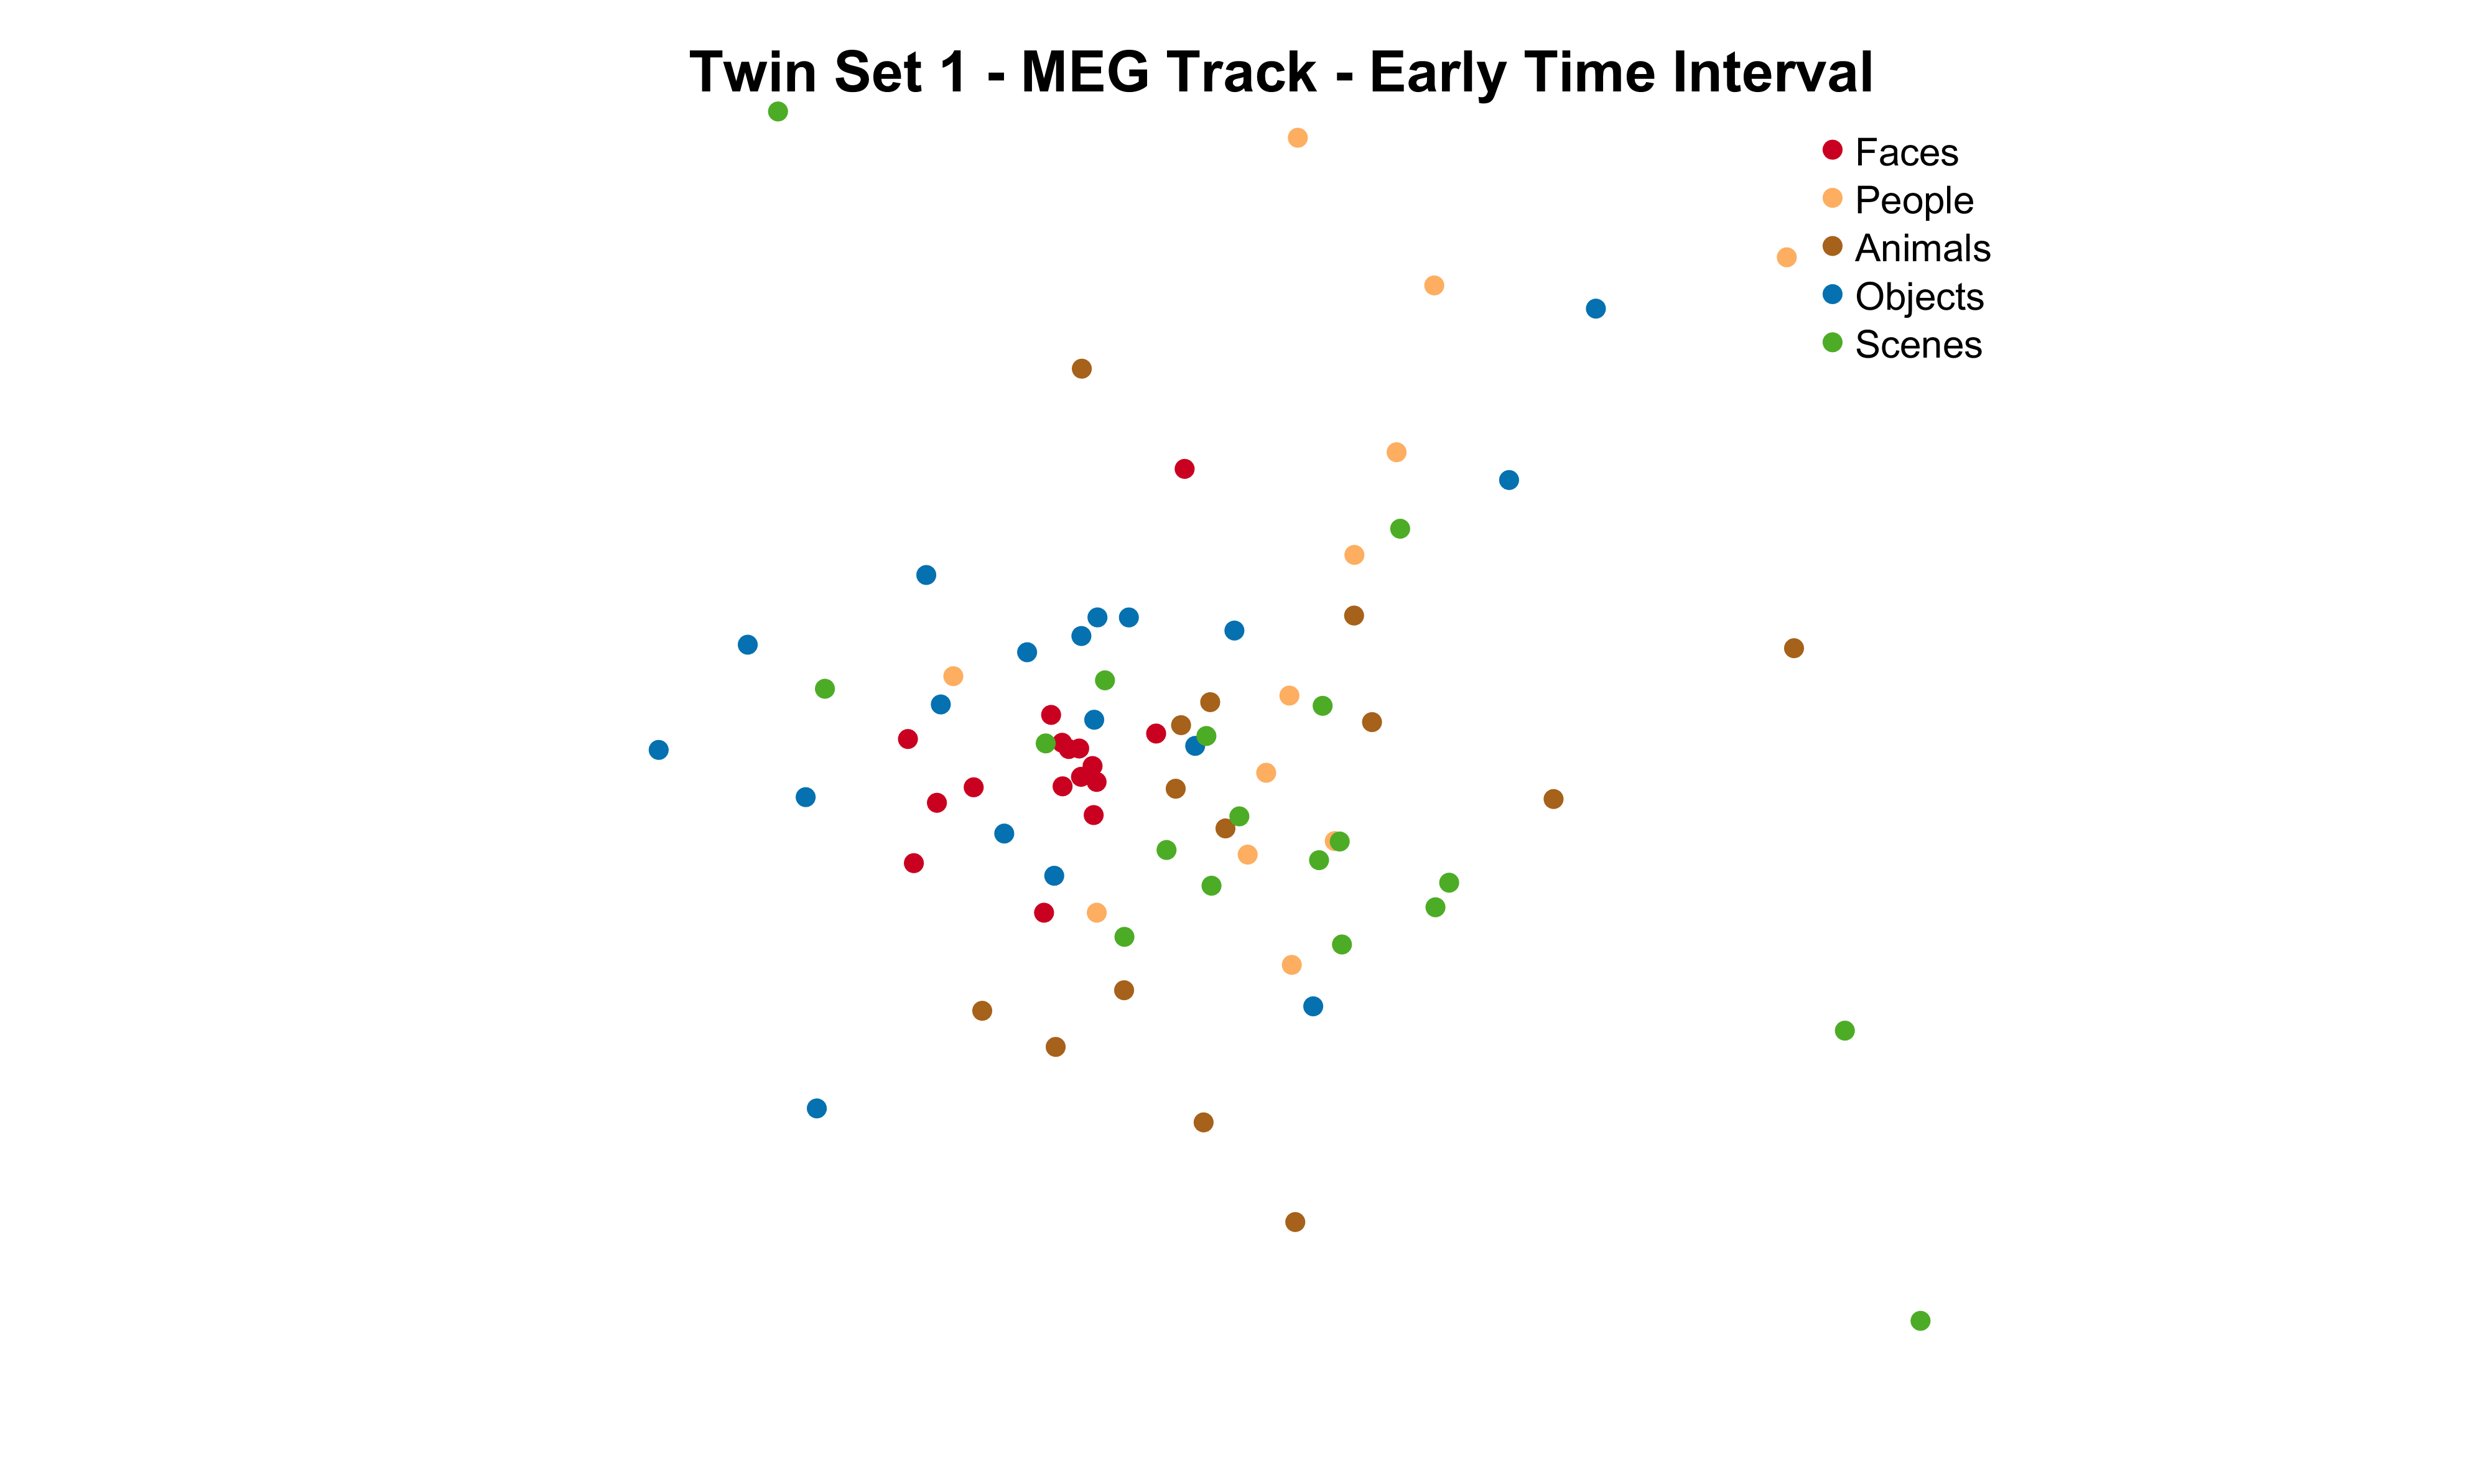 Twin Set 1 - MEG Track - Early Time Interval
Faces
People
Animals
Objects
Scenes